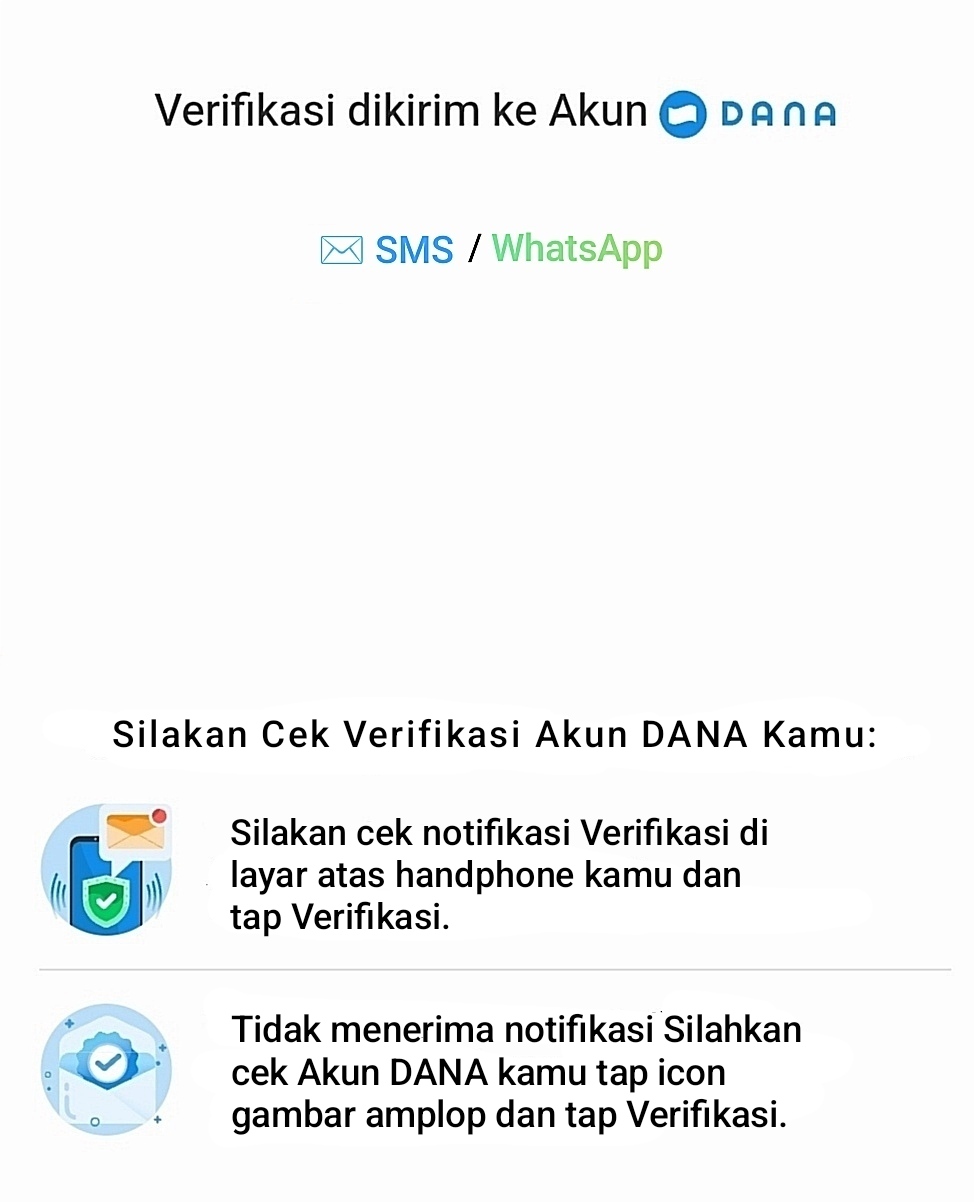 Verifikasi dikirim ke Akun DANA
SMS / WhatsApp
Silakan Cek Verifikasi Akun DANA Kamu:
Silakan cek notifikasi Verifikasi di
layar atas handphone kamu dan
tap Verifikasi.
Tidak menerima notifikasi Silahkan
cek Akun DANA kamu tap icon
gambar amplop dan tap Verifikasi.